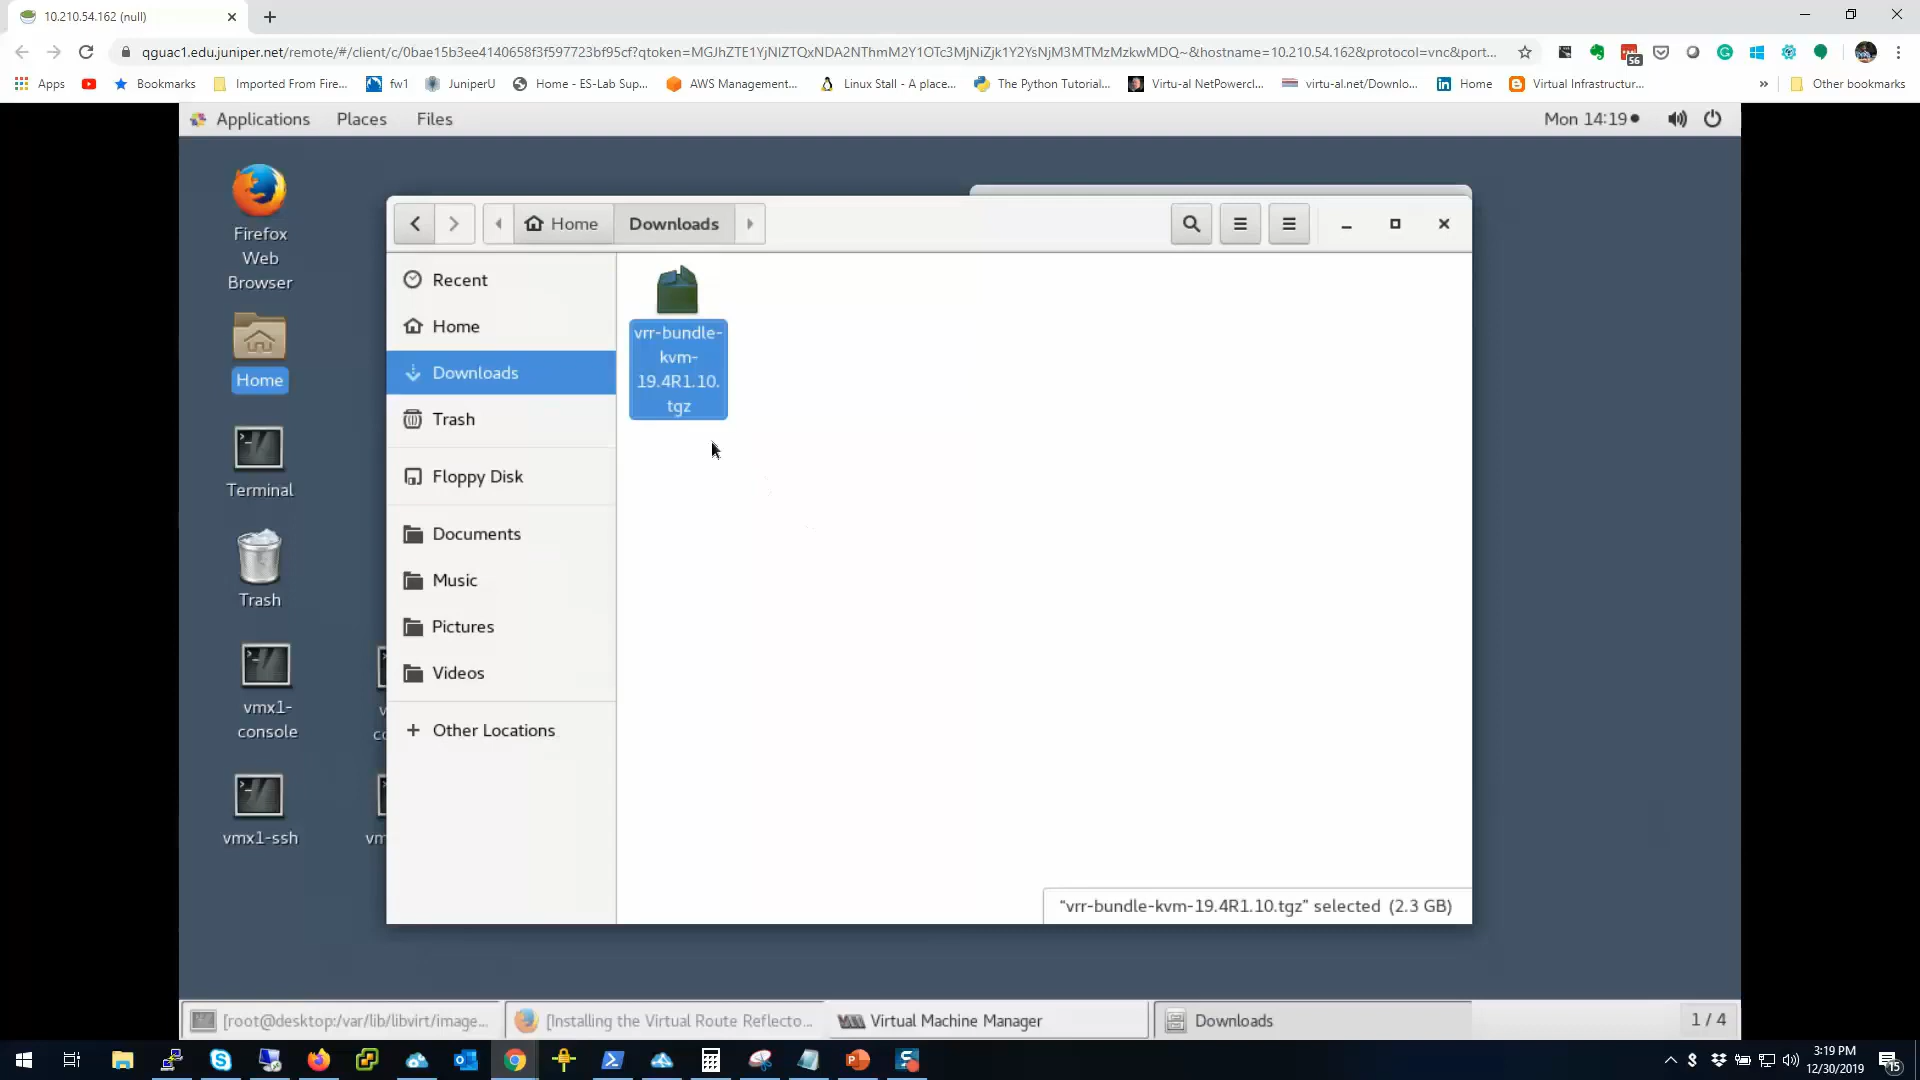 10.210.54.162 (null)
qguac1.edu.juniper.net/remote/#/client/c/0bae15b3ee4140658f3f597723bf95cf?qtoken=MGJhZTE1YjNlZTQxNDA2NThmM2Y1OTc3MjNiZjk1Y2YsNjM3MTMzMzkwMDQ~&hostname=10.210.54.162&protocol=vnc&port...
56
Apps
Bookmarks
Imported From Fire...
fw1
JuniperU
Home - ES-Lab Sup...
AWS Management...
Linux Stall - A place...
The Python Tutorial...
Virtu-al NetPowercl...
virtu-al.net/Downlo...
Home
Virtual Infrastructur...
»
Other bookmarks
Applications Places Files
Mon 14:19
Firefox
Web
Browser
Home
Terminal
Trash
vmx1-
console
vmx1-ssh
Home
Downloads
Recent
Home
Downloads
Trash
Floppy Disk
Documents
Music
Pictures
Videos
+ Other Locations
vrr-bundle-
kvm-
19.4R1.10.
tgz
"vrr-bundle-kvm-19.4R1.10.tgz" selected (2.3 GB)
[root@desktop:/var/lib/libvirt/image...
[Installing the Virtual Route Reflecto...
Virtual Machine Manager
Downloads
1 / 4
3:19 PM
12/30/2019
15